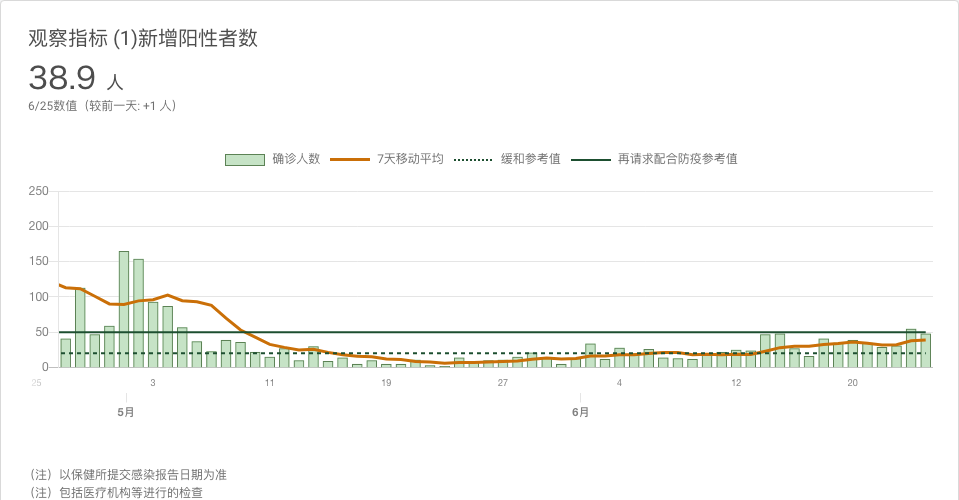 观察指标 (1)新增阳性者数
38.9 人
6/25数值（较前一天: +1 人）
确诊人数 7天移动平均 缓和参考值 再请求配合防疫参考值
250
200
150
100
50
0
25 3 11 19 27 4 12 20
5月 6月
（注）以保健所提交感染报告日期为准
（注）包括医疗机构等进行的检查